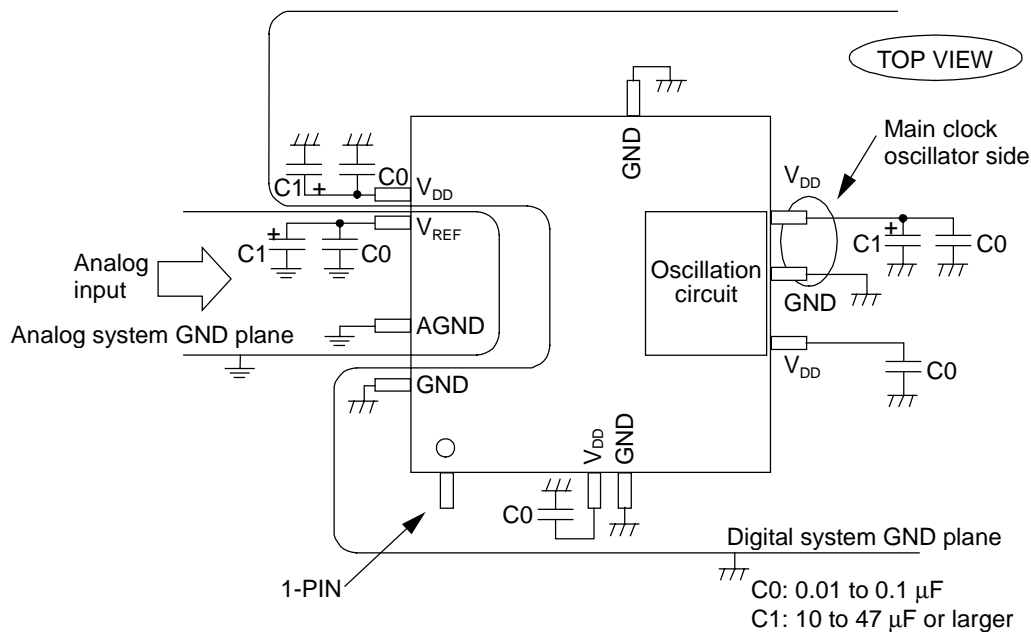 TOP VIEW
GND
Main clock
oscillator side
C1
+
C0
VDD
VDD
VREF
+
C1
C0
+
C1
C0
Analog
input
Oscillation
circuit
GND
AGND
Analog system GND plane
VDD
C0
GND
VDD
GND
C0
Digital system GND plane
1-PIN
C0: 0.01 to 0.1 μF
C1: 10 to 47 μF or larger